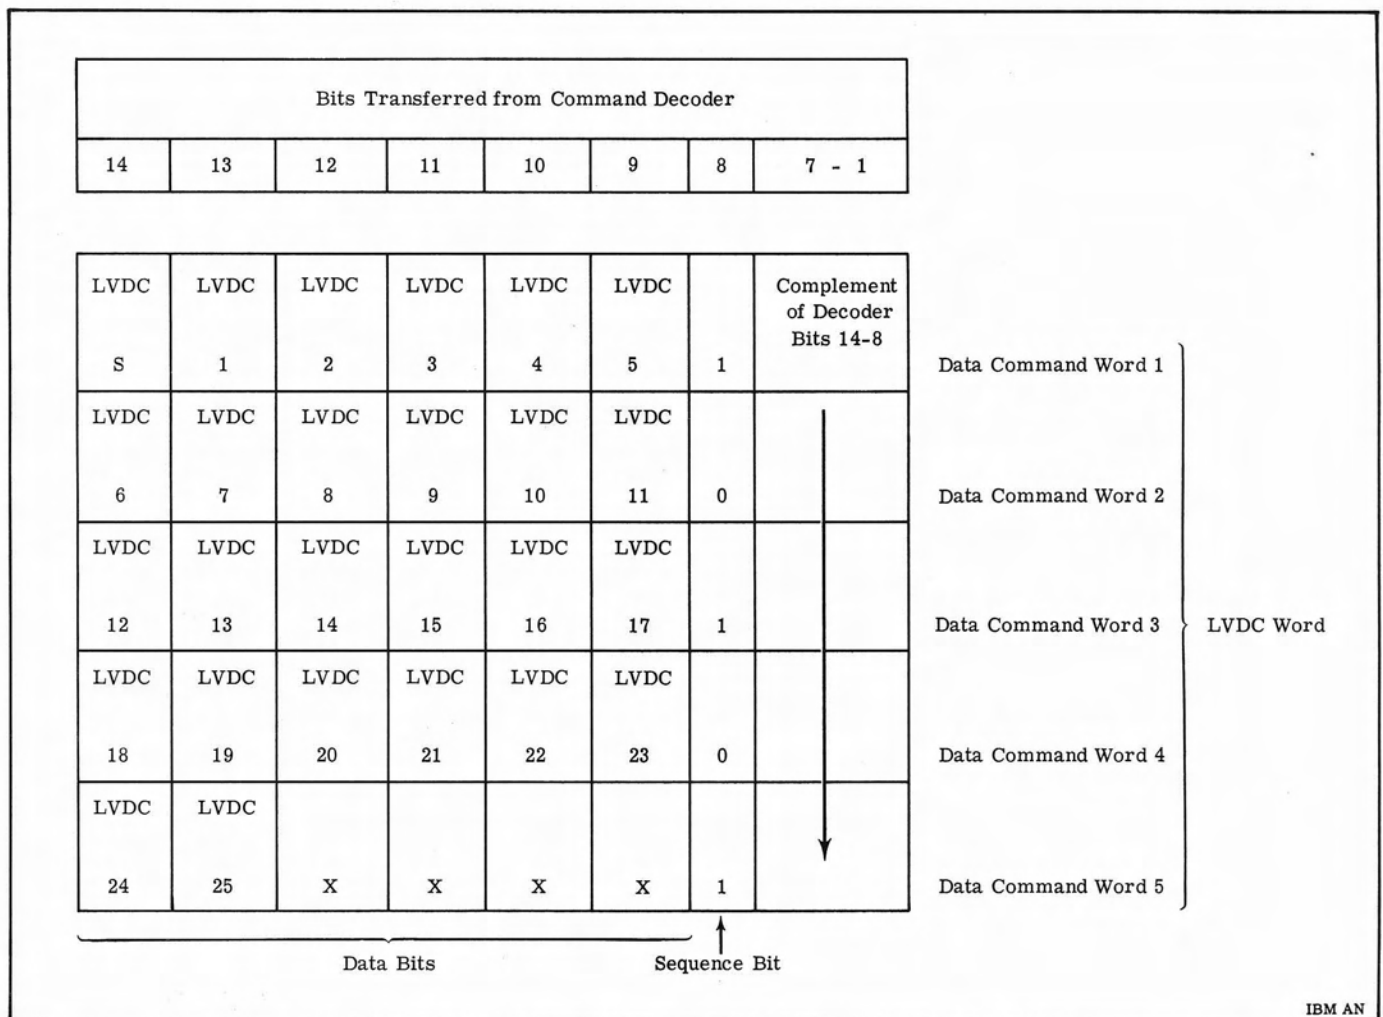 Bits Transferred from Command Decoder
14 13 12 11 10 9 8 7 - 1
LVDC LVDC LVDC LVDC LVDC LVDC Complement
of Decoder
Bits 14-8
S 1 2 3 4 5 1 Data Command Word 1
LVDC LVDC LVDC LVDC LVDC LVDC
6 7 8 9 10 11 0 Data Command Word 2
LVDC LVDC LVDC LVDC LVDC LVDC
12 13 14 15 16 17 1 Data Command Word 3 LVDC Word
LVDC LVDC LVDC LVDC LVDC LVDC
18 19 20 21 22 23 0 Data Command Word 4
LVDC LVDC
24 25 X X X X 1 Data Command Word 5
Data Bits Sequence Bit
IBM AN